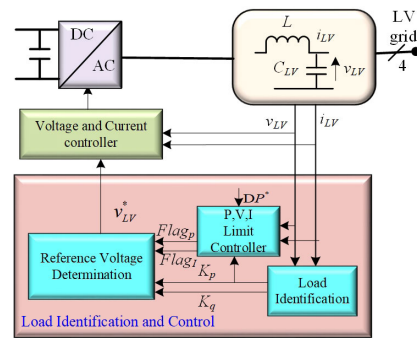 DC
AC
L
i_LV
C_LV
v_LV
LV
grid
4
v_LV
i_LV
Voltage and Current
controller
v*_LV
DP*
P,V,I
Limit
Controller
Flag_p
Flag_I
Reference Voltage
Determination
K_p
K_q
Load
Identification
Load Identification and Control